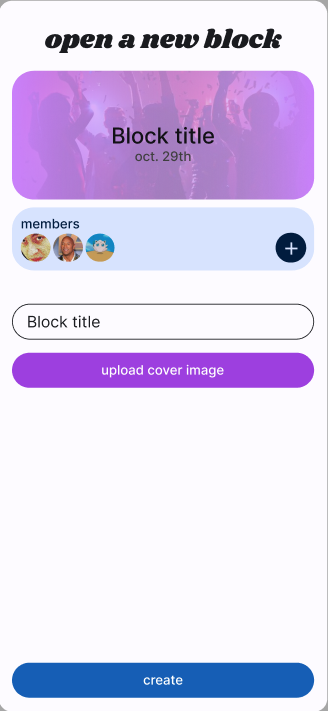 open a new block
Block title
oct. 29th
members
Block title
upload cover image
create